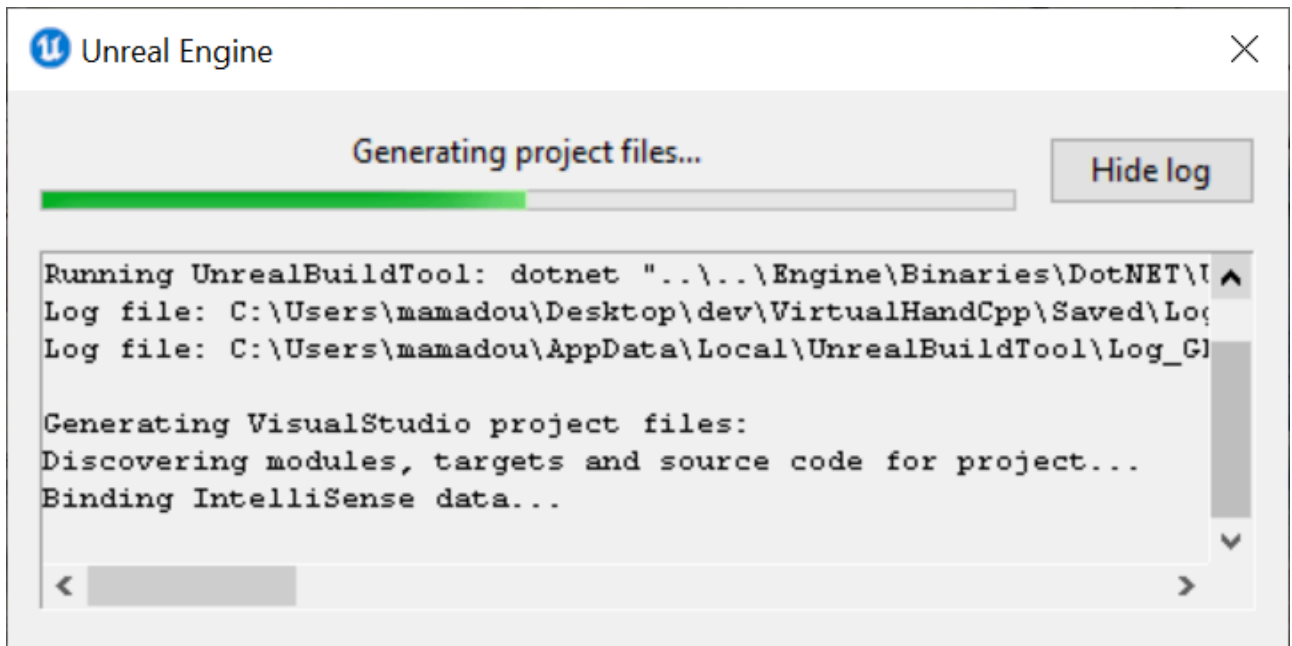 Unreal Engine
Generating project files...
Hide log
Running UnrealBuildTool: dotnet "..\..\Engine\Binaries\DotNET\
Log file: C:\Users\mamadou\Desktop\dev\VirtualHandCpp\Saved\Log
Log file: C:\Users\mamadou\AppData\Local\UnrealBuildTool\Log_G
Generating VisualStudio project files:
Discovering modules, targets and source code for project...
Binding IntelliSense data...